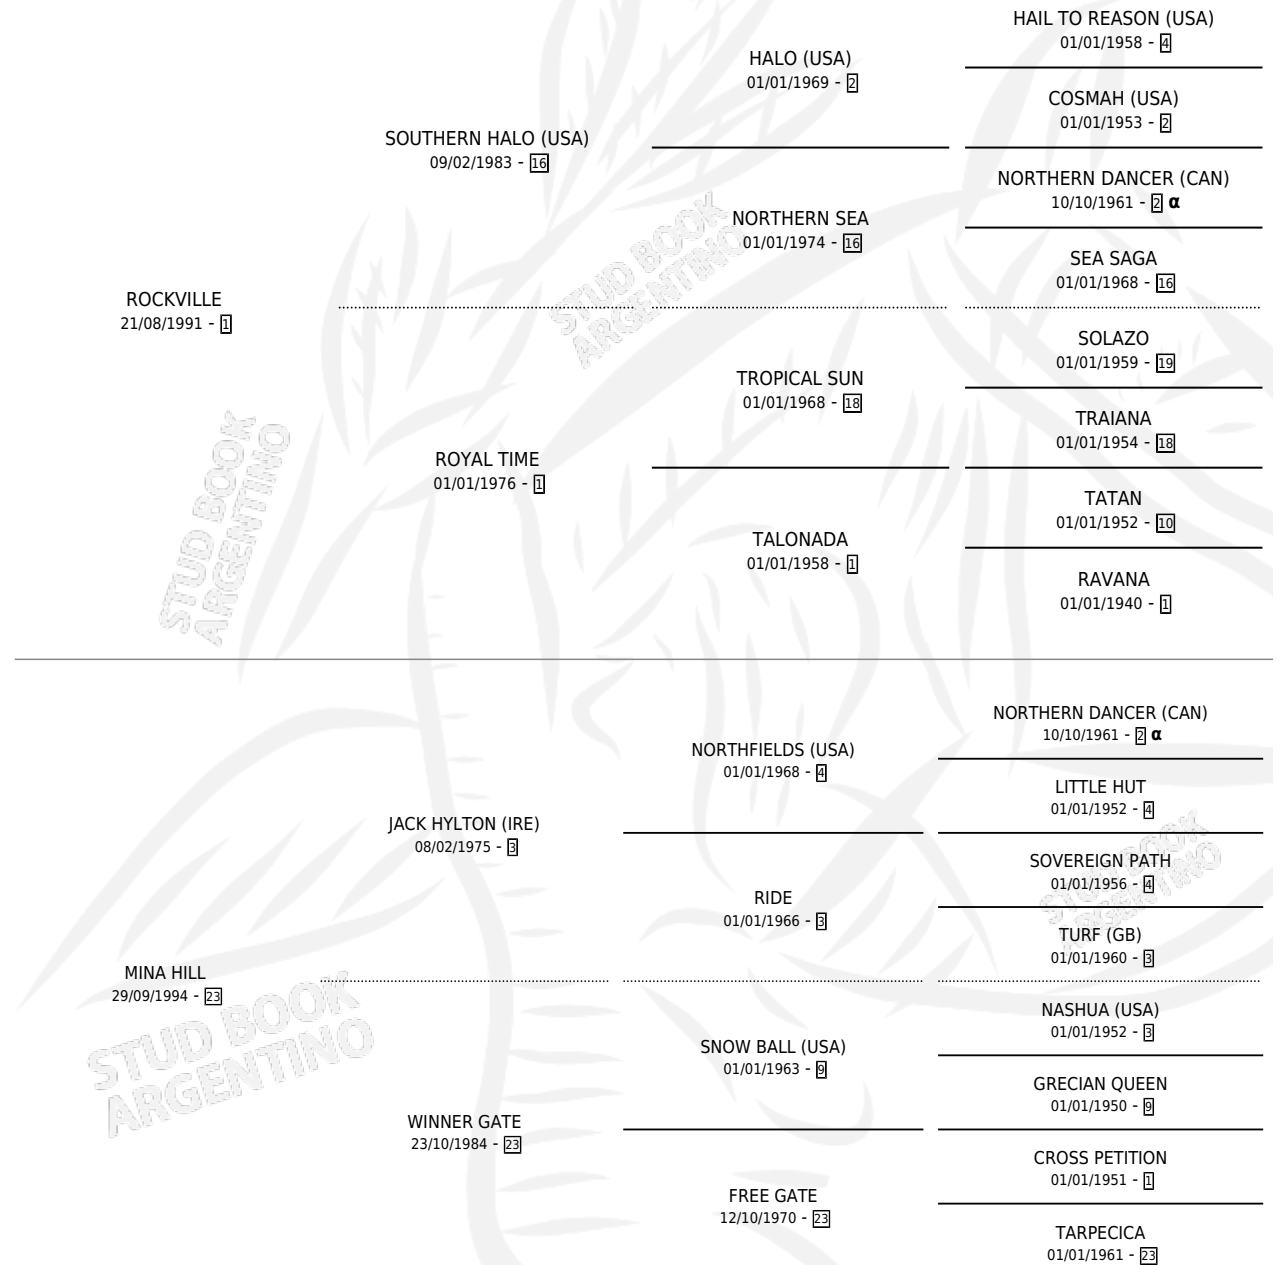 HAIL TO REASON (USA)
01/01/1958 - 4
HALO (USA)
01/01/1969 - 2
COSMAH (USA)
01/01/1953 - 2
SOUTHERN HALO (USA)
09/02/1983 - 16
NORTHERN DANCER (CAN)
10/10/1961 - 2 α
NORTHERN SEA
01/01/1974 - 16
SEA SAGA
01/01/1968 - 16
STUD BOOK
ARGENTINO
ROCKVILLE
21/08/1991 - 1
SOLAZO
01/01/1959 - 19
TROPICAL SUN
01/01/1968 - 18
TRAIANA
01/01/1954 - 18
ROYAL TIME
01/01/1976 - 1
TATAN
01/01/1952 - 10
TALONADA
01/01/1958 - 1
RAVANA
01/01/1940 - 1
STUD BOOK
ARGENTINO
NORTHERN DANCER (CAN)
10/10/1961 - 2 α
NORTHFIELDS (USA)
01/01/1968 - 4
LITTLE HUT
01/01/1952 - 4
JACK HYLTON (IRE)
08/02/1975 - 3
SOVEREIGN PATH
01/01/1956 - 4
RIDE
01/01/1966 - 3
TURF (GB)
01/01/1960 - 3
STUD BOOK
ARGENTINO
MINA HILL
29/09/1994 - 23
NASHUA (USA)
01/01/1952 - 3
SNOW BALL (USA)
01/01/1963 - 9
GRECIAN QUEEN
01/01/1950 - 9
WINNER GATE
23/10/1984 - 23
CROSS PETITION
01/01/1951 - 1
FREE GATE
12/10/1970 - 23
TARPECICA
01/01/1961 - 23
STUD BOOK
ARGENTINO